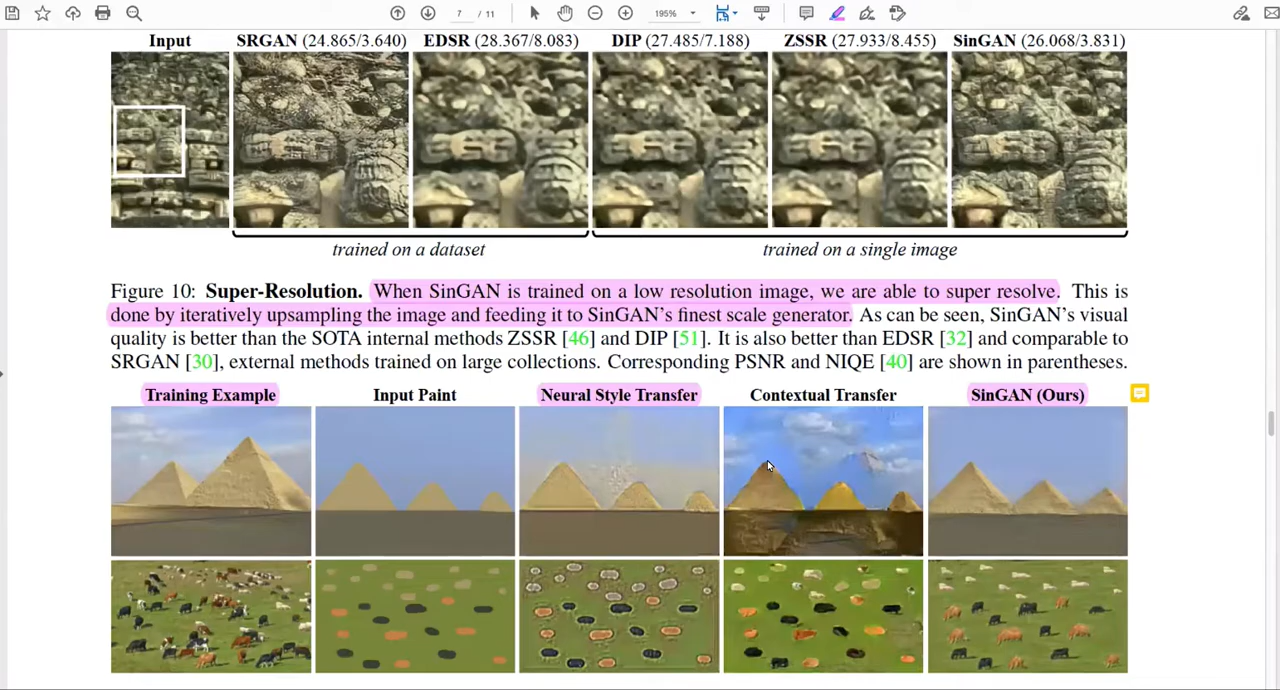 7 / 11
195%
Input SRGAN (24.865/3.640) EDSR (28.367/8.083) DIP (27.485/7.188) ZSSR (27.933/8.455) SinGAN (26.068/3.831)
trained on a dataset trained on a single image
Figure 10: Super-Resolution. When SinGAN is trained on a low resolution image, we are able to super resolve. This is
done by iteratively upsampling the image and feeding it to SinGAN's finest scale generator. As can be seen, SinGAN's visual
quality is better than the SOTA internal methods ZSSR [46] and DIP [51]. It is also better than EDSR [32] and comparable to
SRGAN [30], external methods trained on large collections. Corresponding PSNR and NIQE [40] are shown in parentheses.
Training Example Input Paint Neural Style Transfer Contextual Transfer SinGAN (Ours)